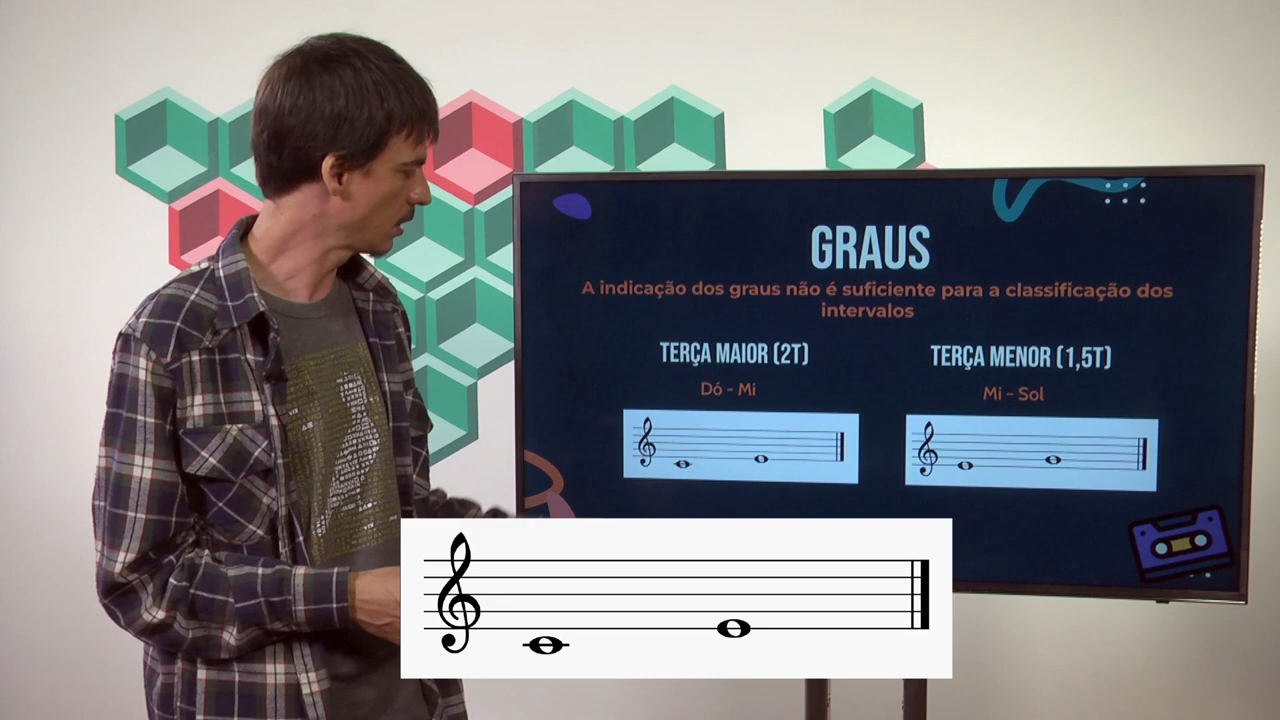 GRAUS
A indicação dos graus não é suficiente para a classificação dos
intervalos
TERÇA MAIOR (2T)
Dó - Mi
TERÇA MENOR (1,5T)
Mi - Sol